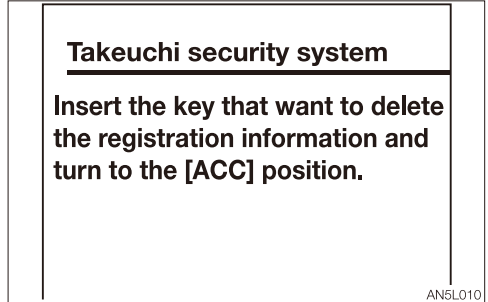 Takeuchi security system
Insert the key that want to delete
the registration information and
turn to the [ACC] position.
AN5L010